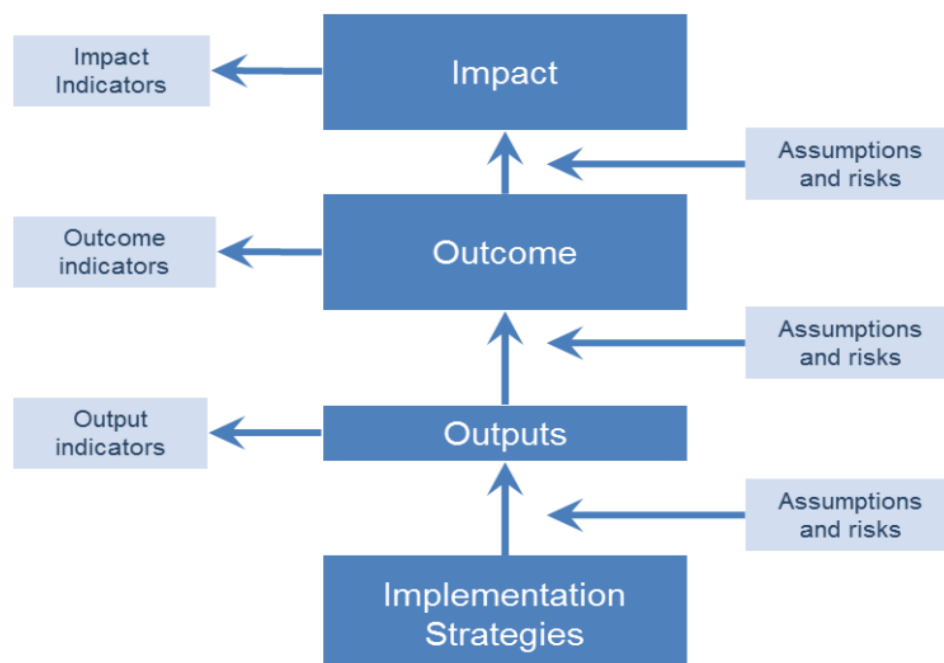 Impact
Indicators
Impact
Assumptions
and risks
Outcome
indicators
Outcome
Assumptions
and risks
Output
indicators
Outputs
Assumptions
and risks
Implementation
Strategies